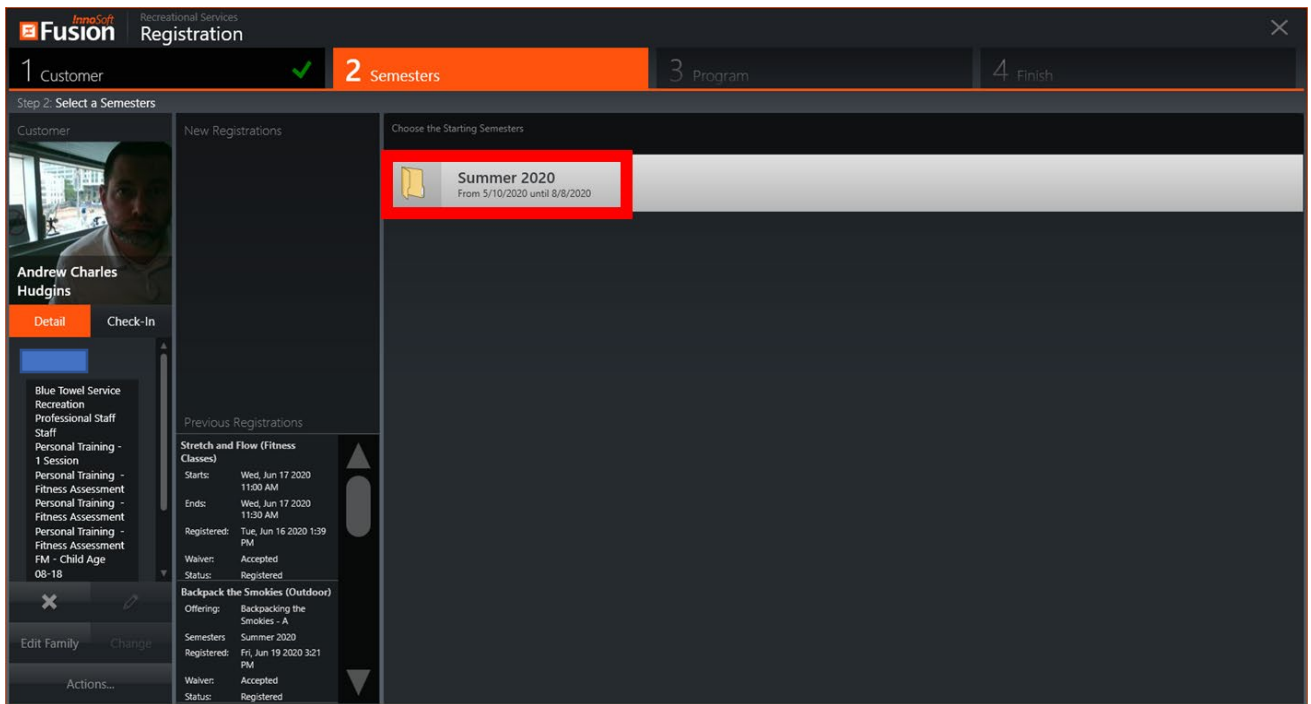 InnoSoft
Fusion
Recreational Services
Registration
1 Customer
2 Semesters
3 Program
4 Finish
Step 2: Select a Semesters
Customer
Andrew Charles
Hudgins
Detail
Check-In
Blue Towel Service
Recreation
Professional Staff
Staff
Personal Training -
1 Session
Personal Training -
Fitness Assessment
Personal Training -
Fitness Assessment
Personal Training -
Fitness Assessment
FM - Child Age
08-18
Edit Family
Change
Actions...
New Registrations
Previous Registrations
Stretch and Flow (Fitness
Classes)
Starts: Wed, Jun 17 2020
11:00 AM
Ends: Wed, Jun 17 2020
11:30 AM
Registered: Tue, Jun 16 2020 1:39
PM
Waiver: Accepted
Status: Registered
Backpack the Smokies (Outdoor)
Offering: Backpacking the
Smokies - A
Semesters Summer 2020
Registered: Fri, Jun 19 2020 3:21
PM
Waiver: Accepted
Status: Registered
Choose the Starting Semesters
Summer 2020
From 5/10/2020 until 8/8/2020